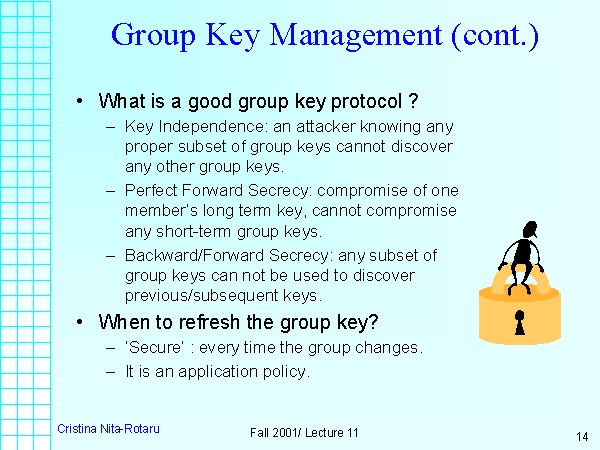 Group Key Management (cont.)
• What is a good group key protocol ?
– Key Independence: an attacker knowing any
proper subset of group keys cannot discover
any other group keys.
– Perfect Forward Secrecy: compromise of one
member's long term key, cannot compromise
any short-term group keys.
– Backward/Forward Secrecy: any subset of
group keys can not be used to discover
previous/subsequent keys.
• When to refresh the group key?
– 'Secure' : every time the group changes.
– It is an application policy.
Cristina Nita-Rotaru
Fall 2001/ Lecture 11
14